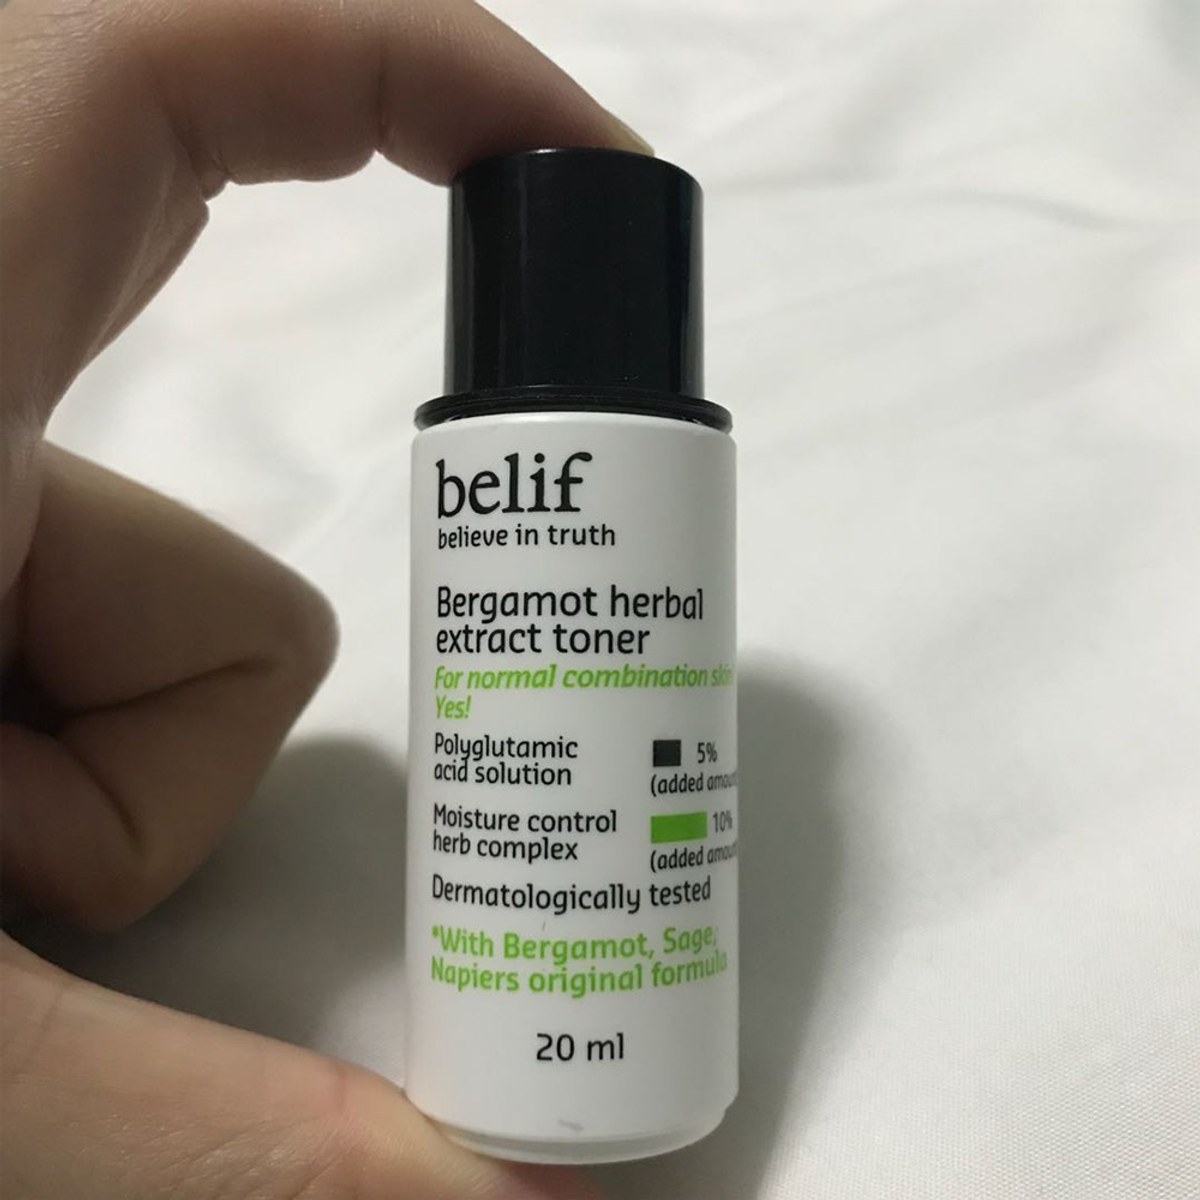 belif
believe in truth
Bergamot herbal
extract toner
For normal combination skin
Yes!
Polyglutamic
acid solution
5%
(added
Moisture control
herb complex
10%
(added
Dermatologically tested
*With Bergamot, Sage,
Napiers original formula
20 ml